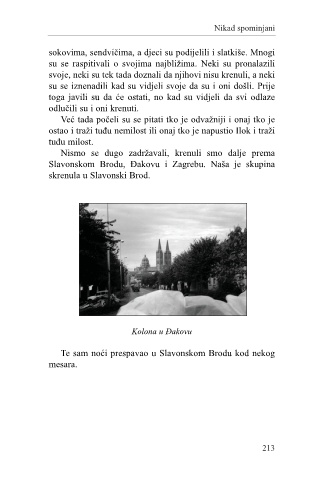 Nikad spominjani
sokovima, sendvičima, a djeci su podijelili i slatkiše. Mnogi
su se raspitivali o svojima najbližima. Neki su pronalazili
svoje, neki su tek tada doznali da njihovi nisu krenuli, a neki
su se iznenadili kad su vidjeli svoje da su i oni došli. Prije
toga javili su da će ostati, no kad su vidjeli da svi odlaze
odlučili su i oni krenuti.
Već tada počeli su se pitati tko je odvažniji i onaj tko je
ostao i traži tuđu nemilost ili onaj tko je napustio Ilok i traži
tuđu milost.
Nismo se dugo zadržavali, krenuli smo dalje prema
Slavonskom Brodu, Đakovu i Zagrebu. Naša je skupina
skrenula u Slavonski Brod.
Kolona u Đakovu
Te sam noći prespavao u Slavonskom Brodu kod nekog
mesara.
213